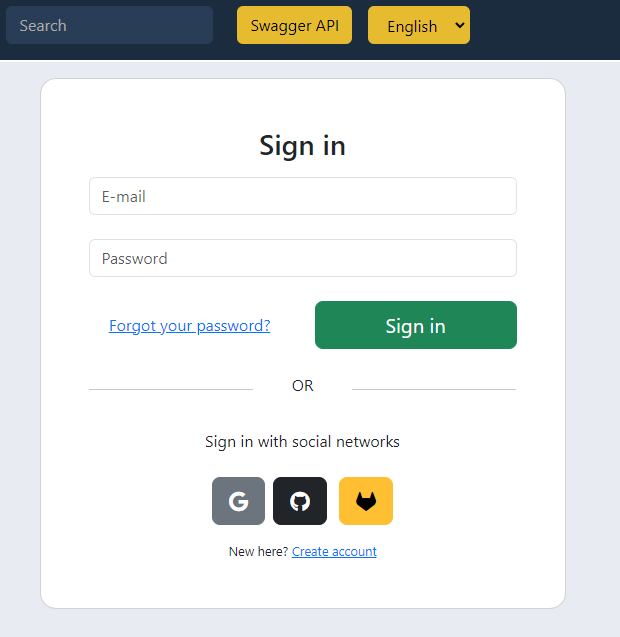 Search Swagger API English
Sign in
E-mail
Password
Forgot your password? Sign in
OR
Sign in with social networks
G
New here? Create account